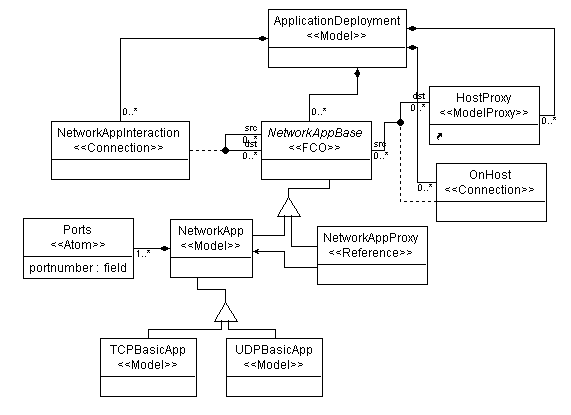 ApplicationDeployment
<<Model>>
0..*
0..*
dst
0..*
HostProxy
<<ModelProxy>>
0..*
NetworkAppInteraction
<<Connection>>
src
0..*
dst
0..*
NetworkAppBase
<<FCO>>
src
0..*
OnHost
<<Connection>>
0..*
Ports
<<Atom>>
portnumber : field
1..*
NetworkApp
<<Model>>
NetworkAppProxy
<<Reference>>
TCPBasicApp
<<Model>>
UDPBasicApp
<<Model>>